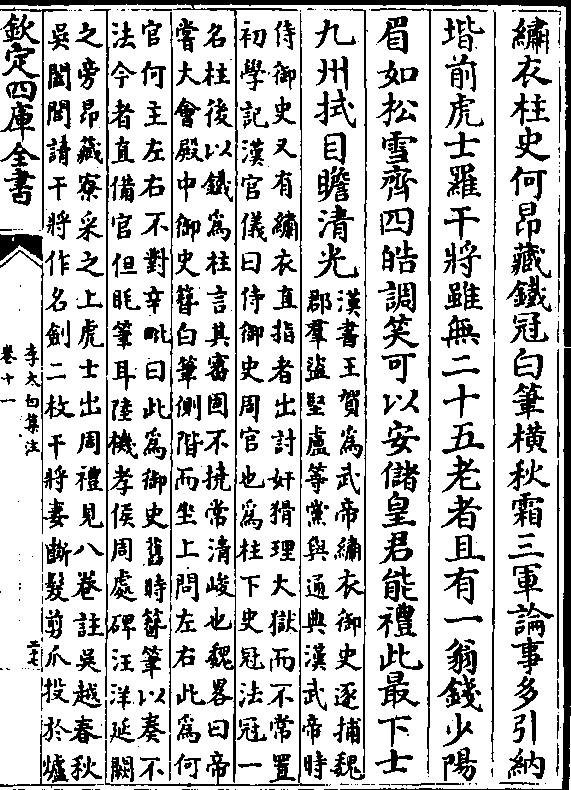 繡衣柱史何昂藏鐵冠白筆橫秋霜三軍論事多引納
堦前虎士羅干將雖無二十五老者且有一翁錢少陽
眉如松雪齊四皓調笑可以安儲皇君能禮此最下士
九州拭目瞻清光
漢書王賀為武帝繡衣御史逐捕魏
郡羣盜堅盧等黨與通典漢武帝時
侍御史又有繡衣直指者出討奸猾理大獄而不常置
初學記漢官儀曰侍御史周官也為柱下史冠法冠一
名柱後以鐵為柱言其審固不撓常清峻也魏畧曰帝
嘗大會殿中御史簪白筆側階而坐上問左右此為何
官何主左右不對辛毗曰此為御史舊時簪筆以奏不
法今者直備官但眊筆耳陸機孝侯周處碑汪洋延闕
之旁昂藏寮采之上虎士出周禮見八卷註吳越春秋
吳闔閭請干將作名劍二枚干將妻斷髮剪爪投於爐
欽定四庫全書
李太白集注
卷十一
二七